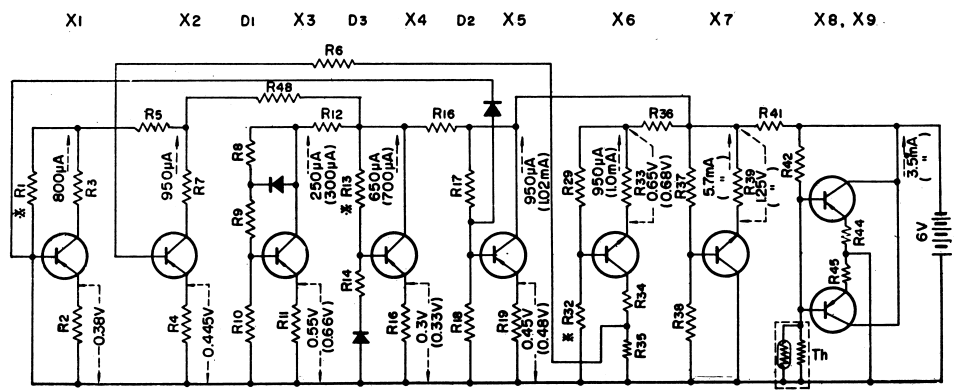 X1 X2 D1 X3 D3 X4 D2 X5 X6 X7 X8, X9
R6
R48
R5 R12 R16 R36 R41
R1
※
800μA
R3
950μA
R7
R8
R9
250μA
(300μA)
R13
※
650μA
(700μA)
R17
950μA
(1.02mA)
R29
950μA
(1.0mA)
R33
0.65V
(0.68V)
R37
5.7mA
( " )
R39
1.25V
( " )
R42
3.5mA
( " )
R44
R45
6V
R2
0.38V
R4
0.445V
R10
R11
0.55V
(0.66V)
R14
R16
0.3V
(0.33V)
R18
R19
0.45V
(0.48V)
※ R32
R34
R35
R38
Th